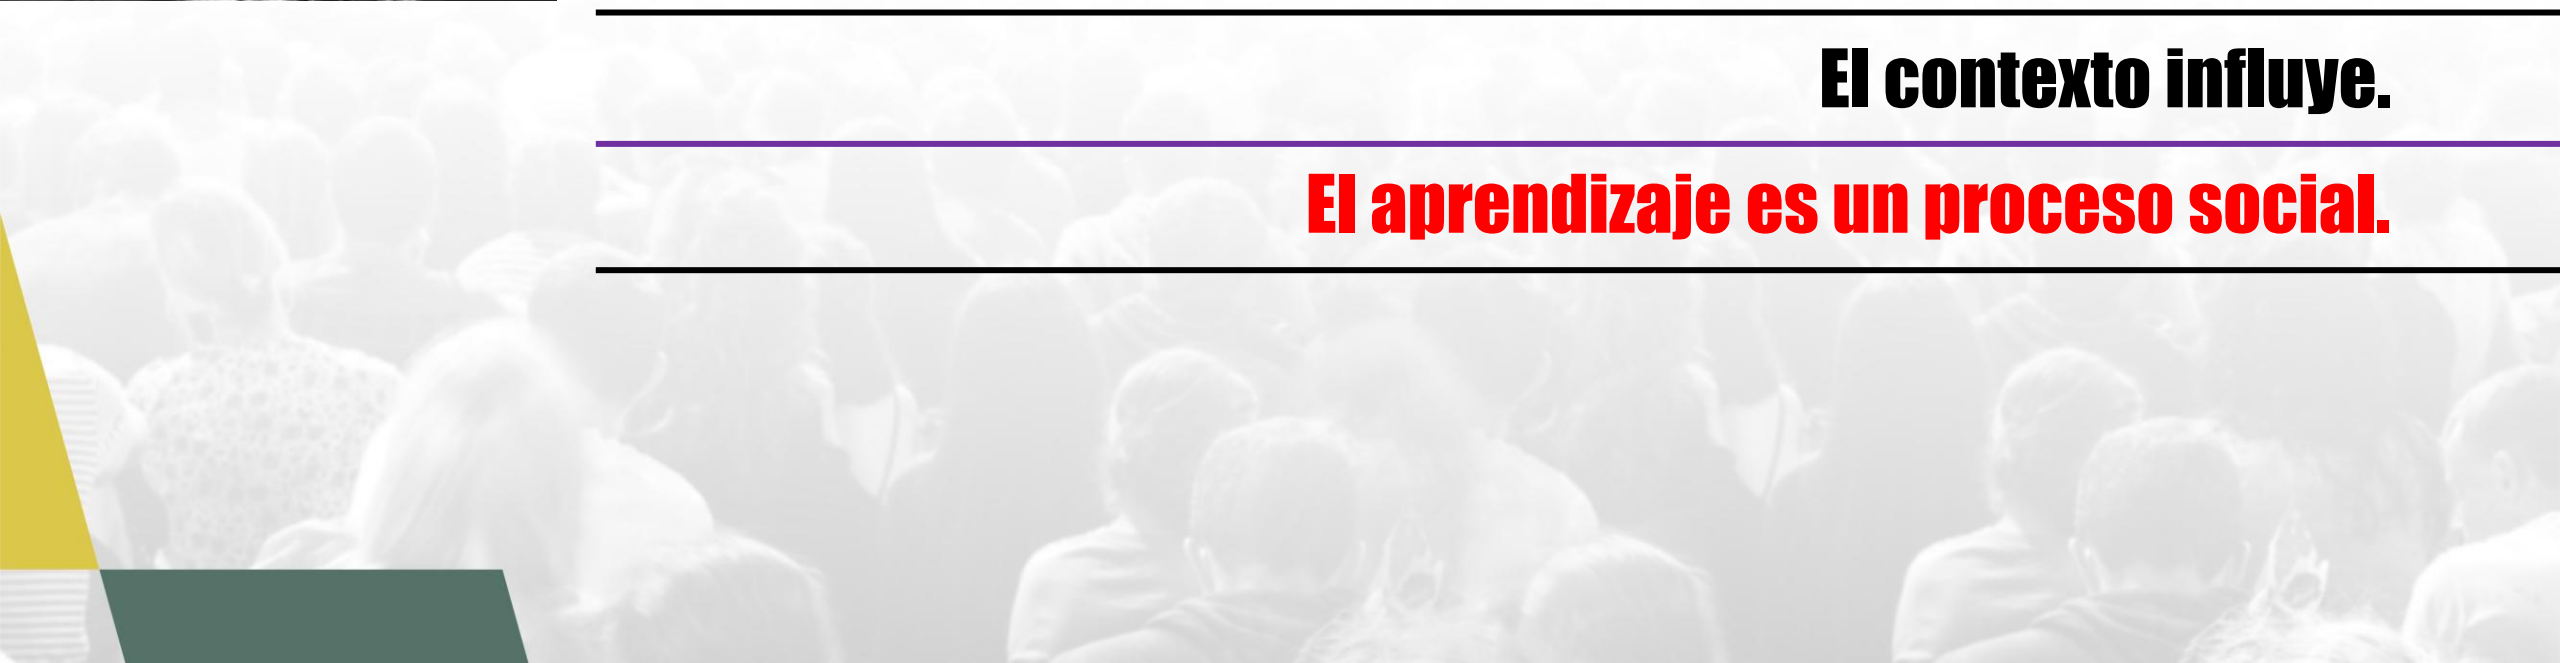 El contexto influye.
El aprendizaje es un proceso social.